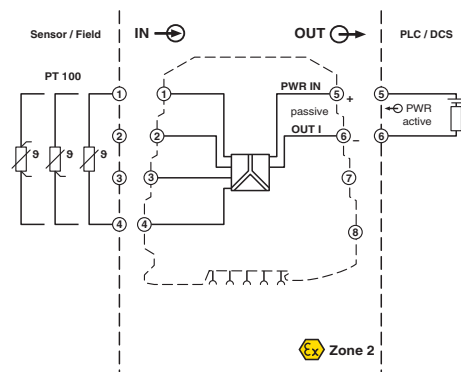 Sensor / Field
IN
OUT
PLC / DCS
PT 100
PWR IN
1
1
5
+
5
PWR
active
passive
OUT I
2
2
6
–
6
ϑ
ϑ
ϑ
3
3
7
4
4
8
Ex Zone 2